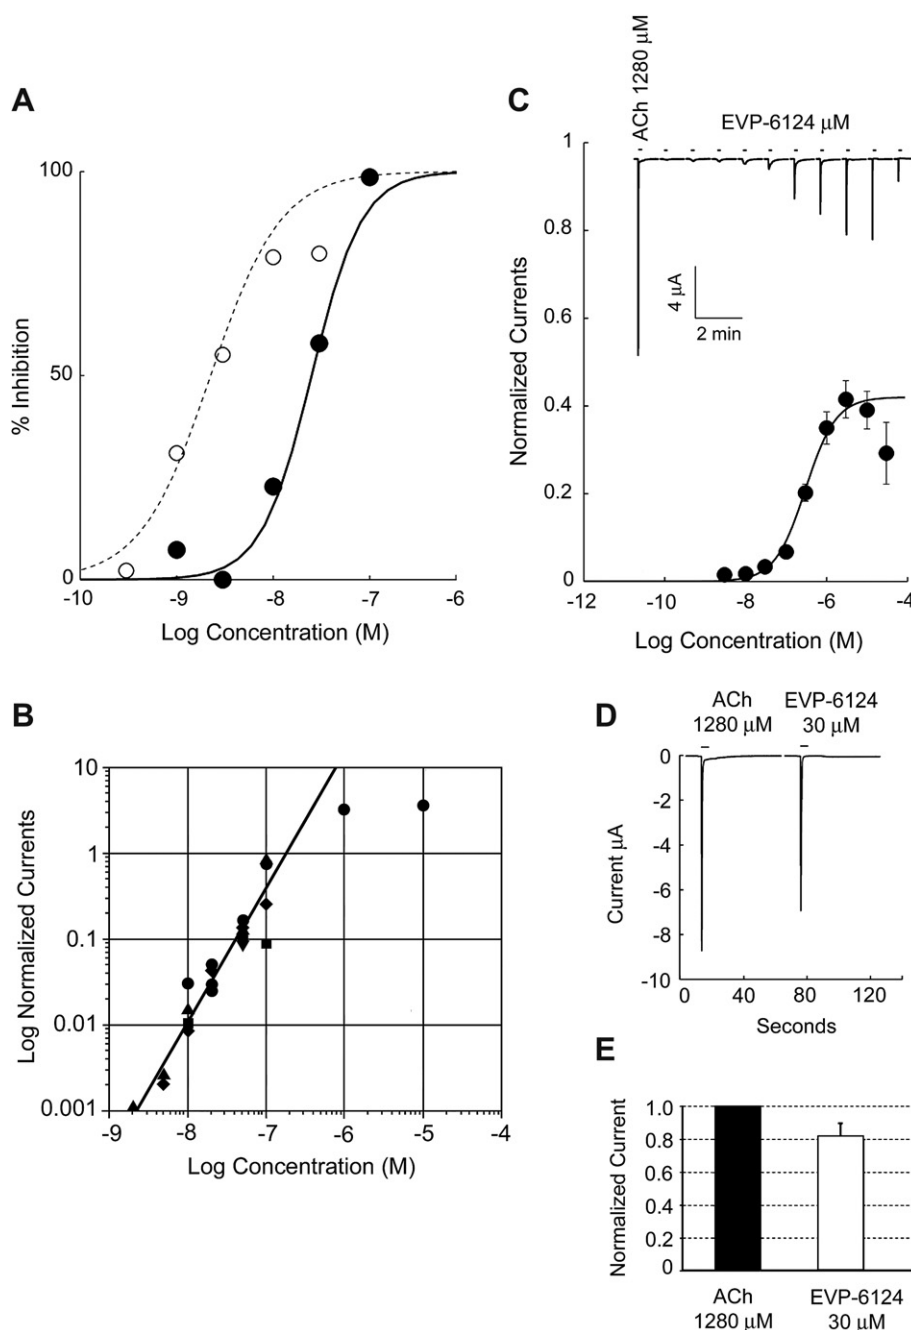 A
100
50
0
% Inhibition
-10 -9 -8 -7 -6
Log Concentration (M)
B
10
1
0.1
0.01
0.001
Log Normalized Currents
-9 -8 -7 -6 -5 -4
Log Concentration (M)
C
ACh 1280 μM
EVP-6124 μM
1
0.8
0.6
0.4
0.2
0
Normalized Currents
4 μA
2 min
-12 -10 -8 -6 -4
Log Concentration (M)
D
ACh EVP-6124
1280 μM 30 μM
0
-2
-4
-6
-8
-10
Current μA
0 40 80 120
Seconds
E
1.0
0.8
0.6
0.4
0.2
0
Normalized Current
ACh EVP-6124
1280 μM 30 μM